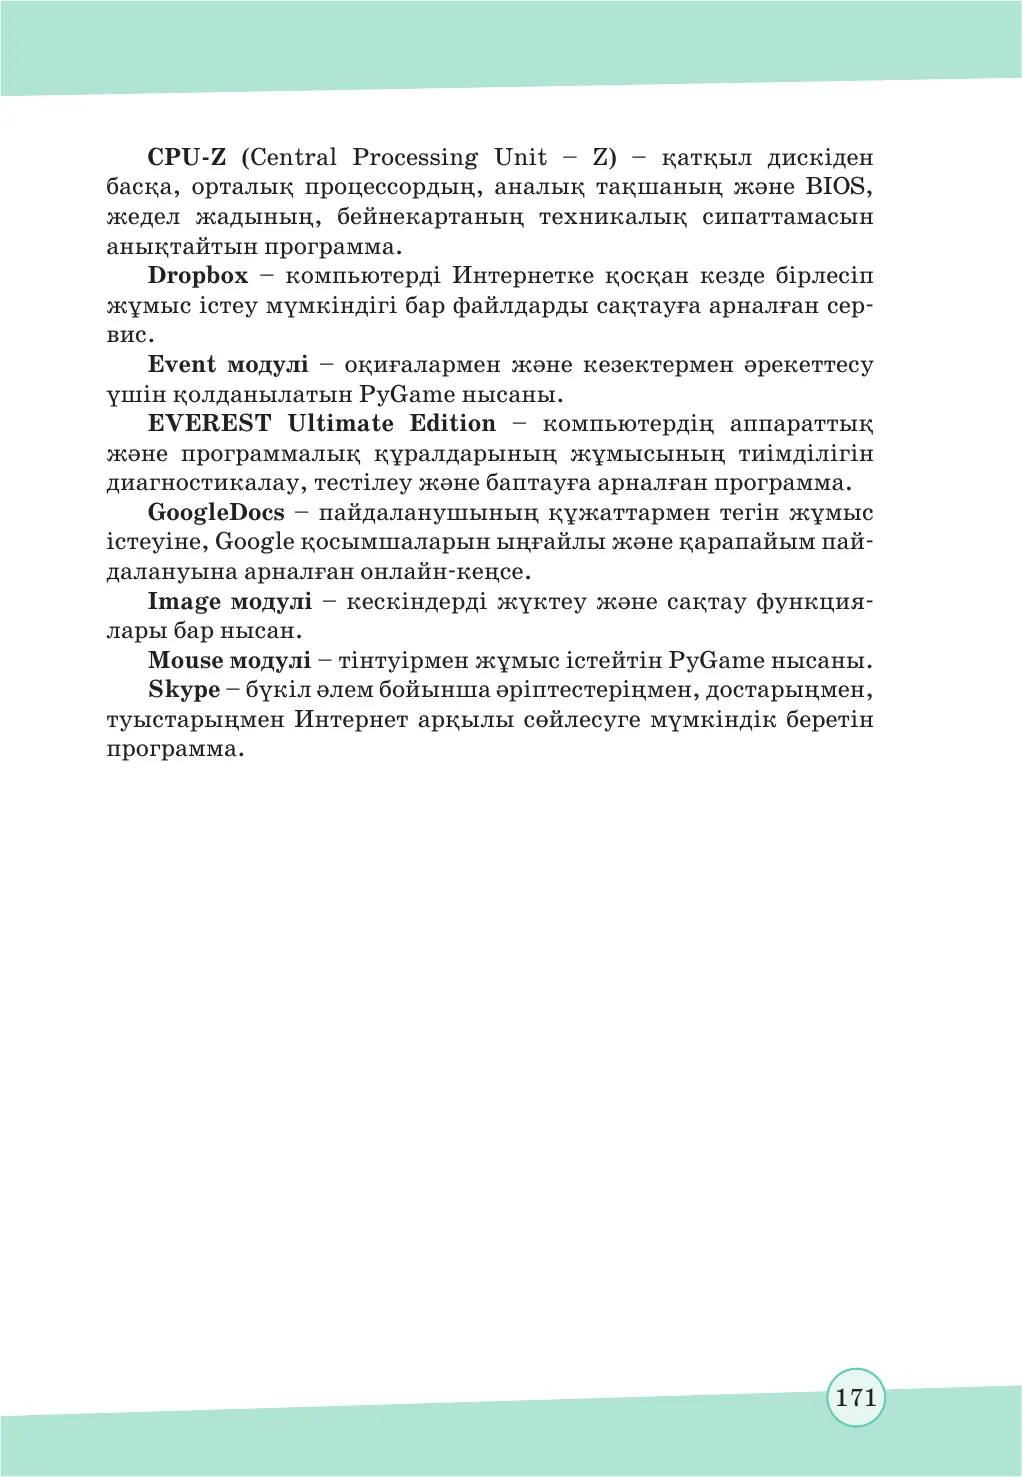 CPU-Z (Central Processing Unit – Z) – қатқыл дискіден
басқа, орталық процессордың, аналық тақшаның және BIOS,
жедел жадының, бейнекартаның техникалық сипаттамасын
анықтайтын программа.
Dropbox – компьютерді Интернетке қосқан кезде бірлесіп
жұмыс істеу мүмкіндігі бар файлдарды сақтауға арналған сер-
вис.
Event модулі – оқиғалармен және кезектермен әрекеттесу
үшін қолданылатын PyGame нысаны.
EVEREST Ultimate Edition – компьютердің аппараттық
және программалық құралдарының жұмысының тиімділігін
диагностикалау, тестілеу және баптауға арналған программа.
GoogleDocs – пайдаланушының құжаттармен тегін жұмыс
істеуіне, Google қосымшаларын ыңғайлы және қарапайым пай-
далануына арналған онлайн-кеңсе.
Image модулі – кескіндерді жүктеу және сақтау функция-
лары бар нысан.
Mouse модулі – тінтуірмен жұмыс істейтін PyGame нысаны.
Skype – бүкіл әлем бойынша әріптестеріңмен, достарыңмен,
туыстарыңмен Интернет арқылы сөйлесуге мүмкіндік беретін
программа.
171